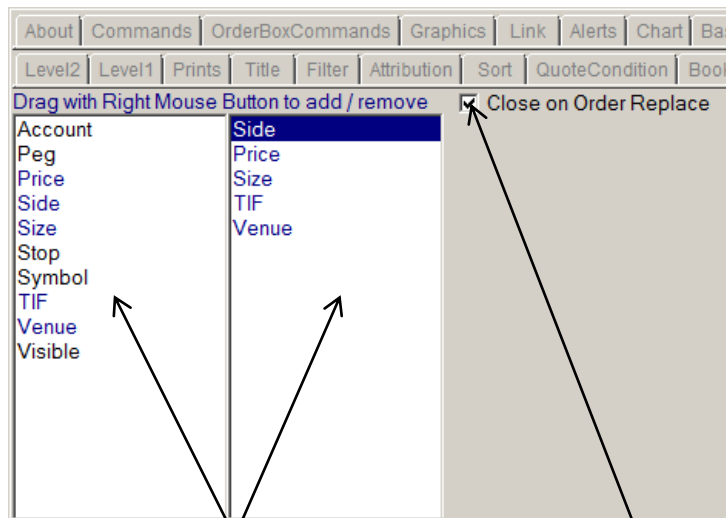 About Commands OrderBoxCommands Graphics Link Alerts Chart Bas
Level2 Level1 Prints Title Filter Attribution Sort QuoteCondition Book
Drag with Right Mouse Button to add / remove
Close on Order Replace
Account
Peg
Price
Side
Size
Stop
Symbol
TIF
Venue
Visible
Side
Price
Size
TIF
Venue